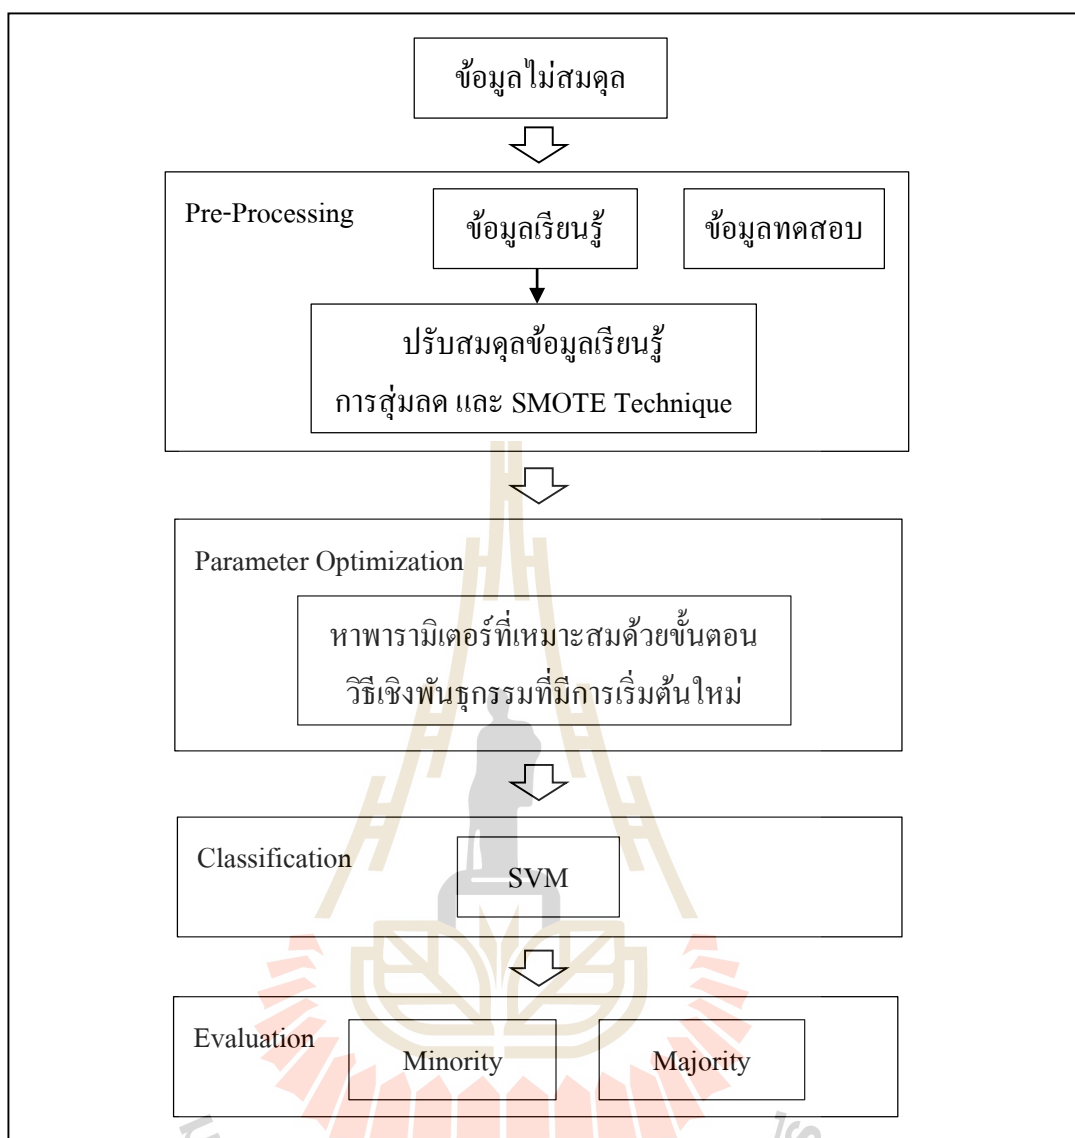 ข้อมูลไม่สมดุล
Pre-Processing
ข้อมูลเรียนรู้
ข้อมูลทดสอบ
ปรับสมดุลข้อมูลเรียนรู้
การสุ่มลด และ SMOTE Technique
Parameter Optimization
หาพารามิเตอร์ที่เหมาะสมด้วยขั้นตอน
วิธีเชิงพันธุกรรมที่มีการเริ่มต้นใหม่
Classification
SVM
Evaluation
Minority
Majority